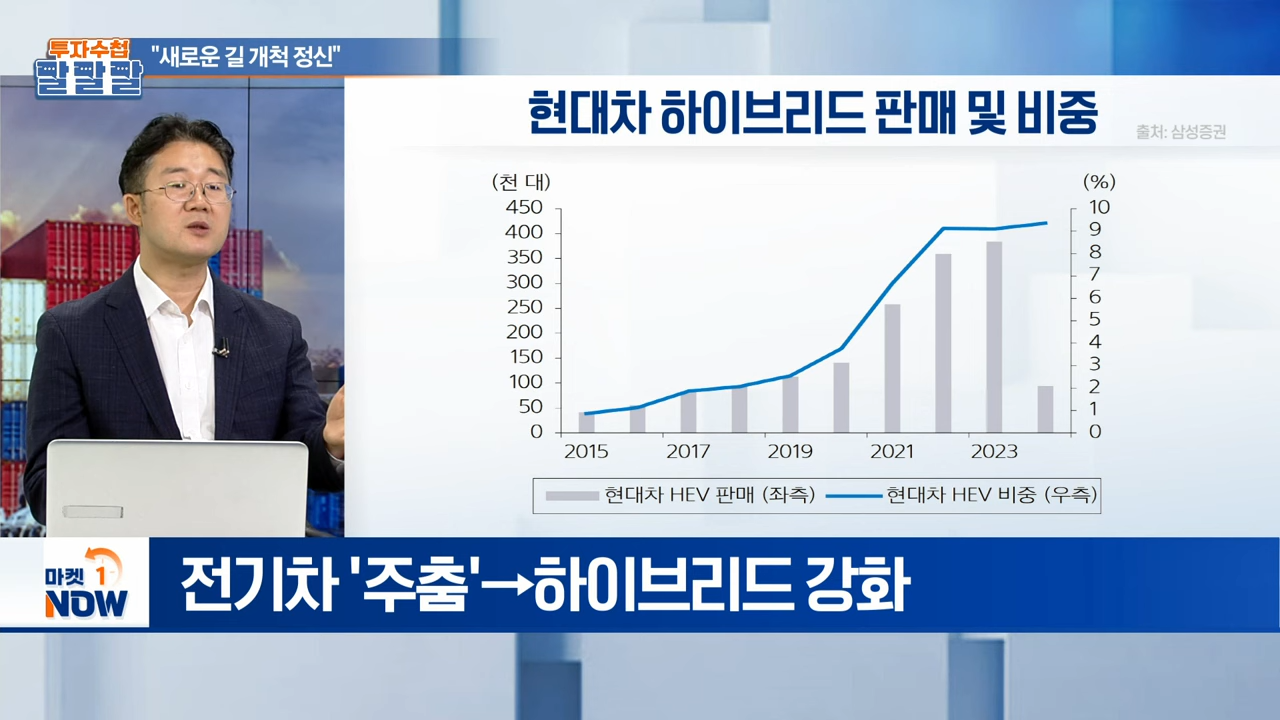 투자수첩
팔팔팔
"새로운 길 개척 정신"
현대차 하이브리드 판매 및 비중
출처: 삼성증권
(천 대)
(%)
450
400
350
300
250
200
150
100
50
0
10
9
8
7
6
5
4
3
2
1
0
2015
2017
2019
2021
2023
현대차 HEV 판매 (좌측)
현대차 HEV 비중 (우측)
마켓 1
NOW
전기차 '주춤'→하이브리드 강화